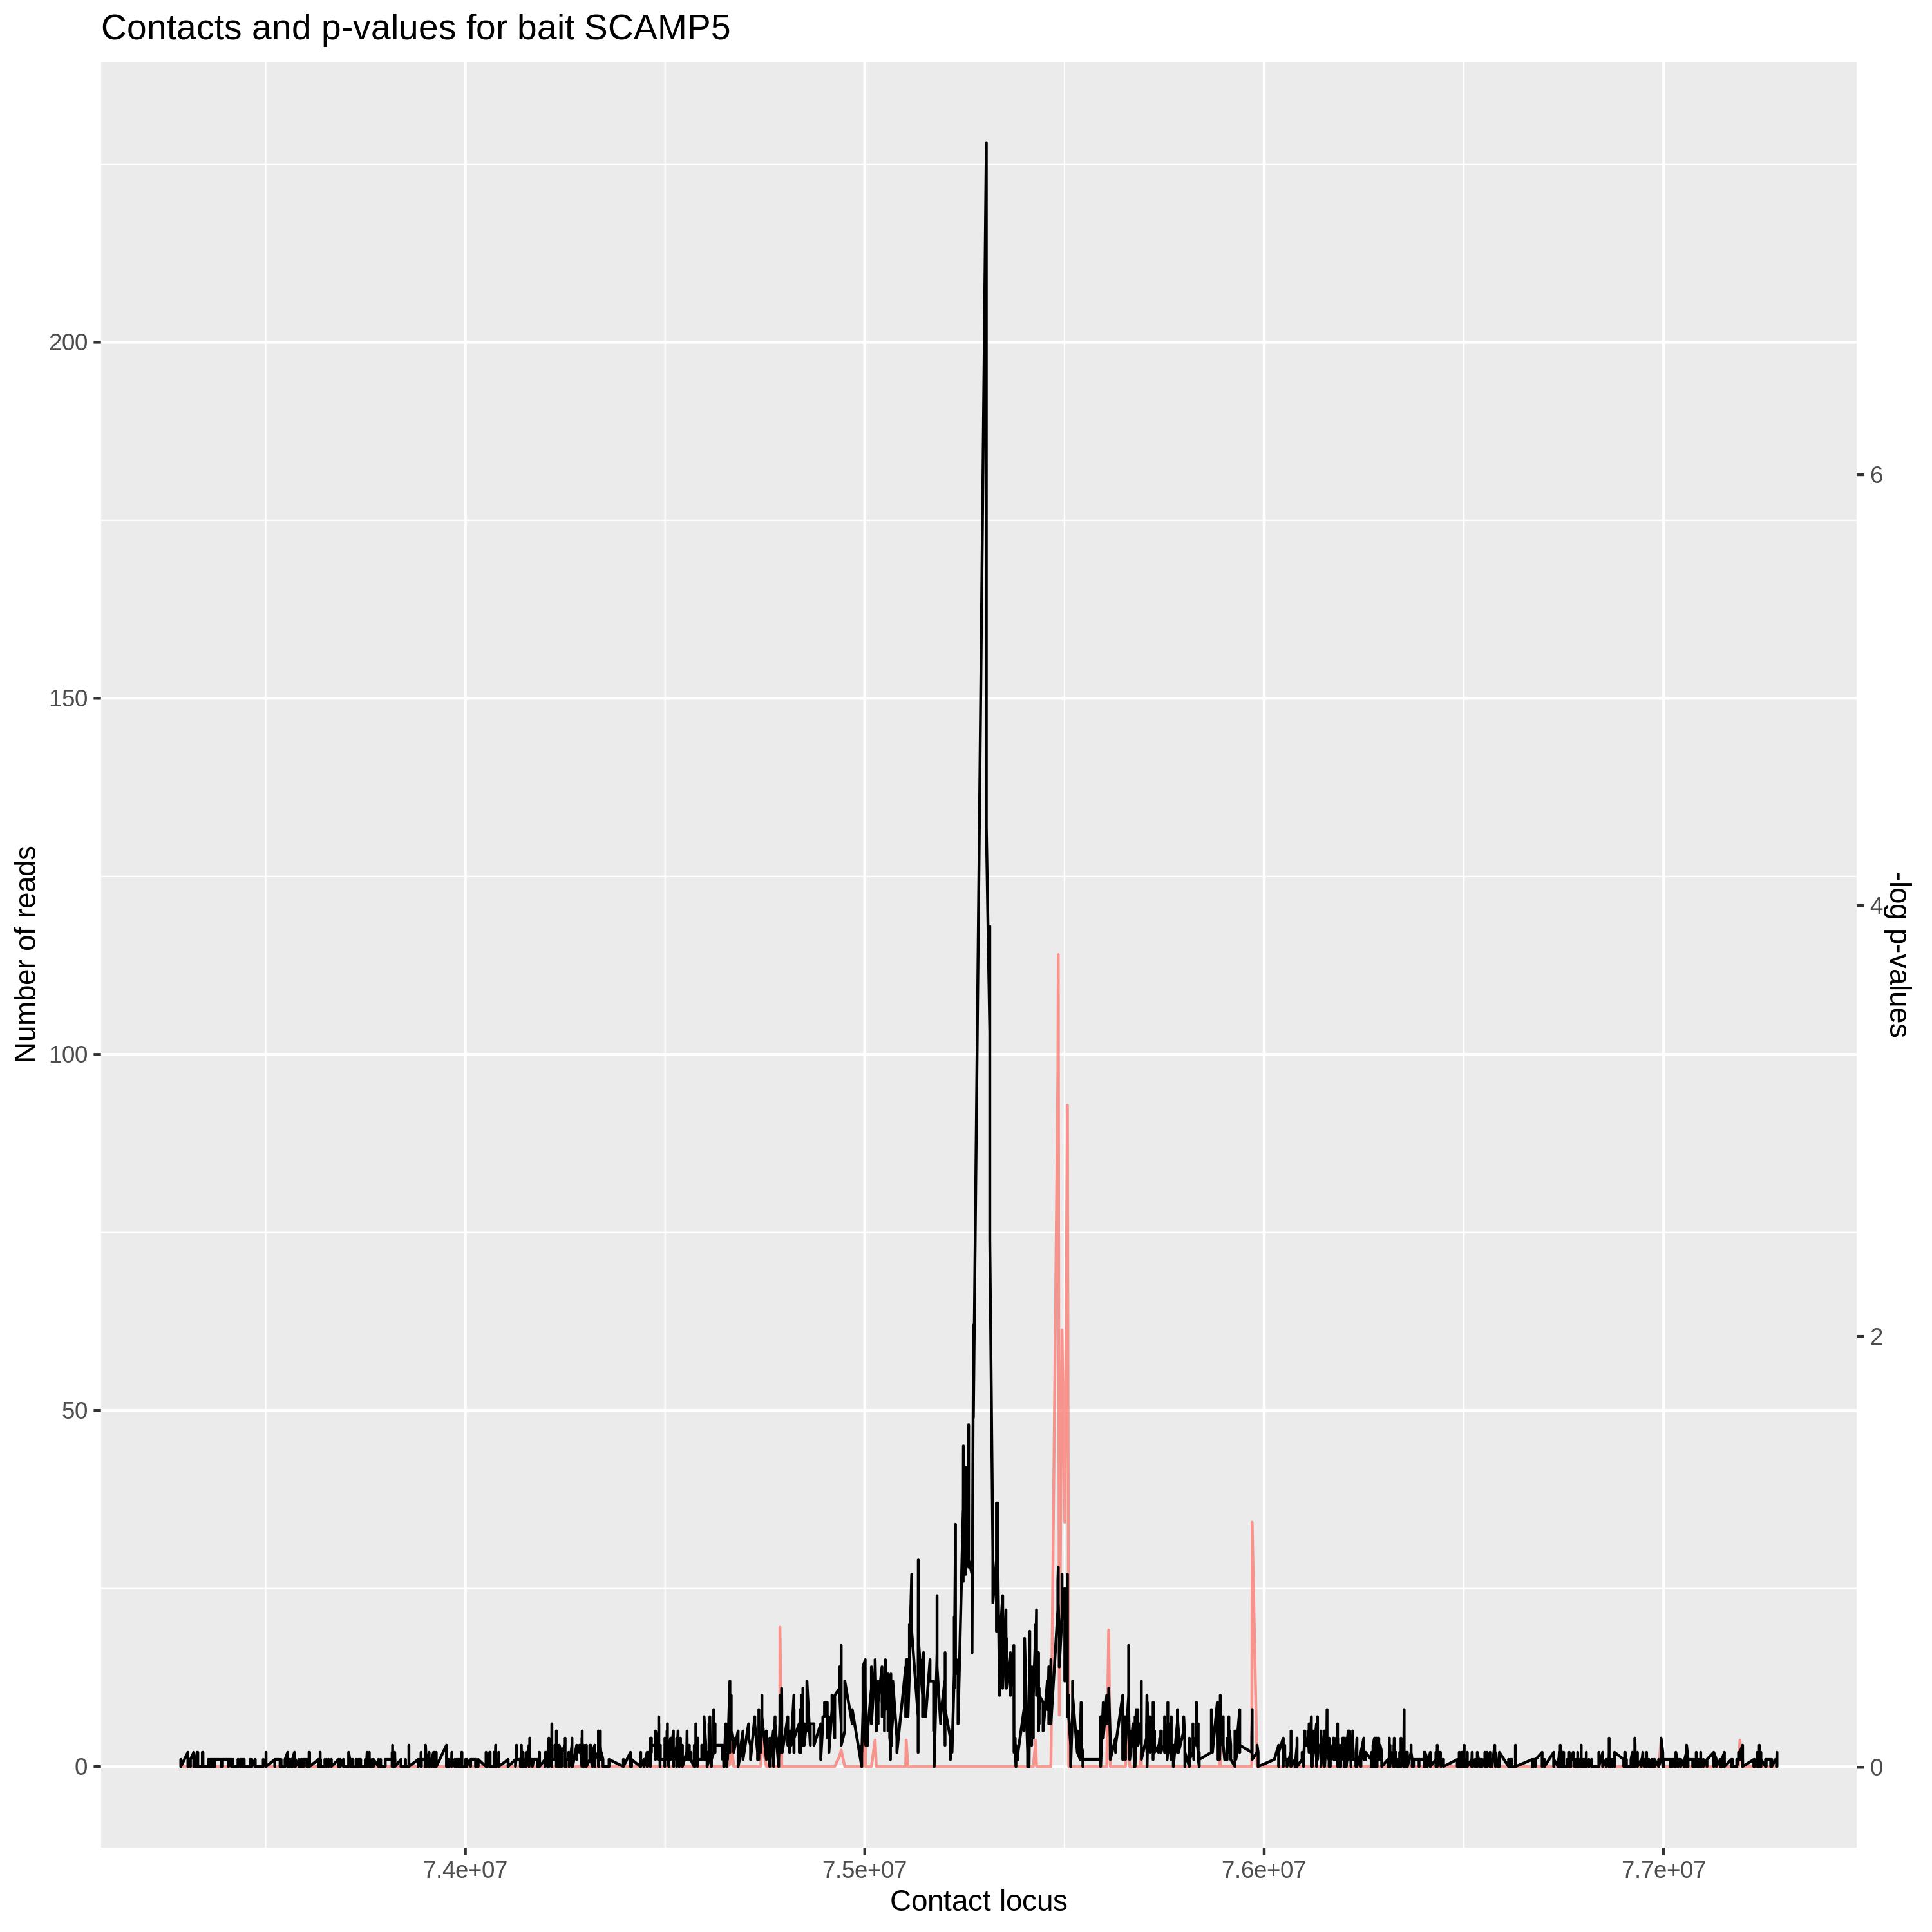 Contacts and p-values for bait SCAMP5
200
150
100
50
0
Number of reads
6
4
2
0
-log p-values
7.4e+07
7.5e+07
7.6e+07
7.7e+07
Contact locus